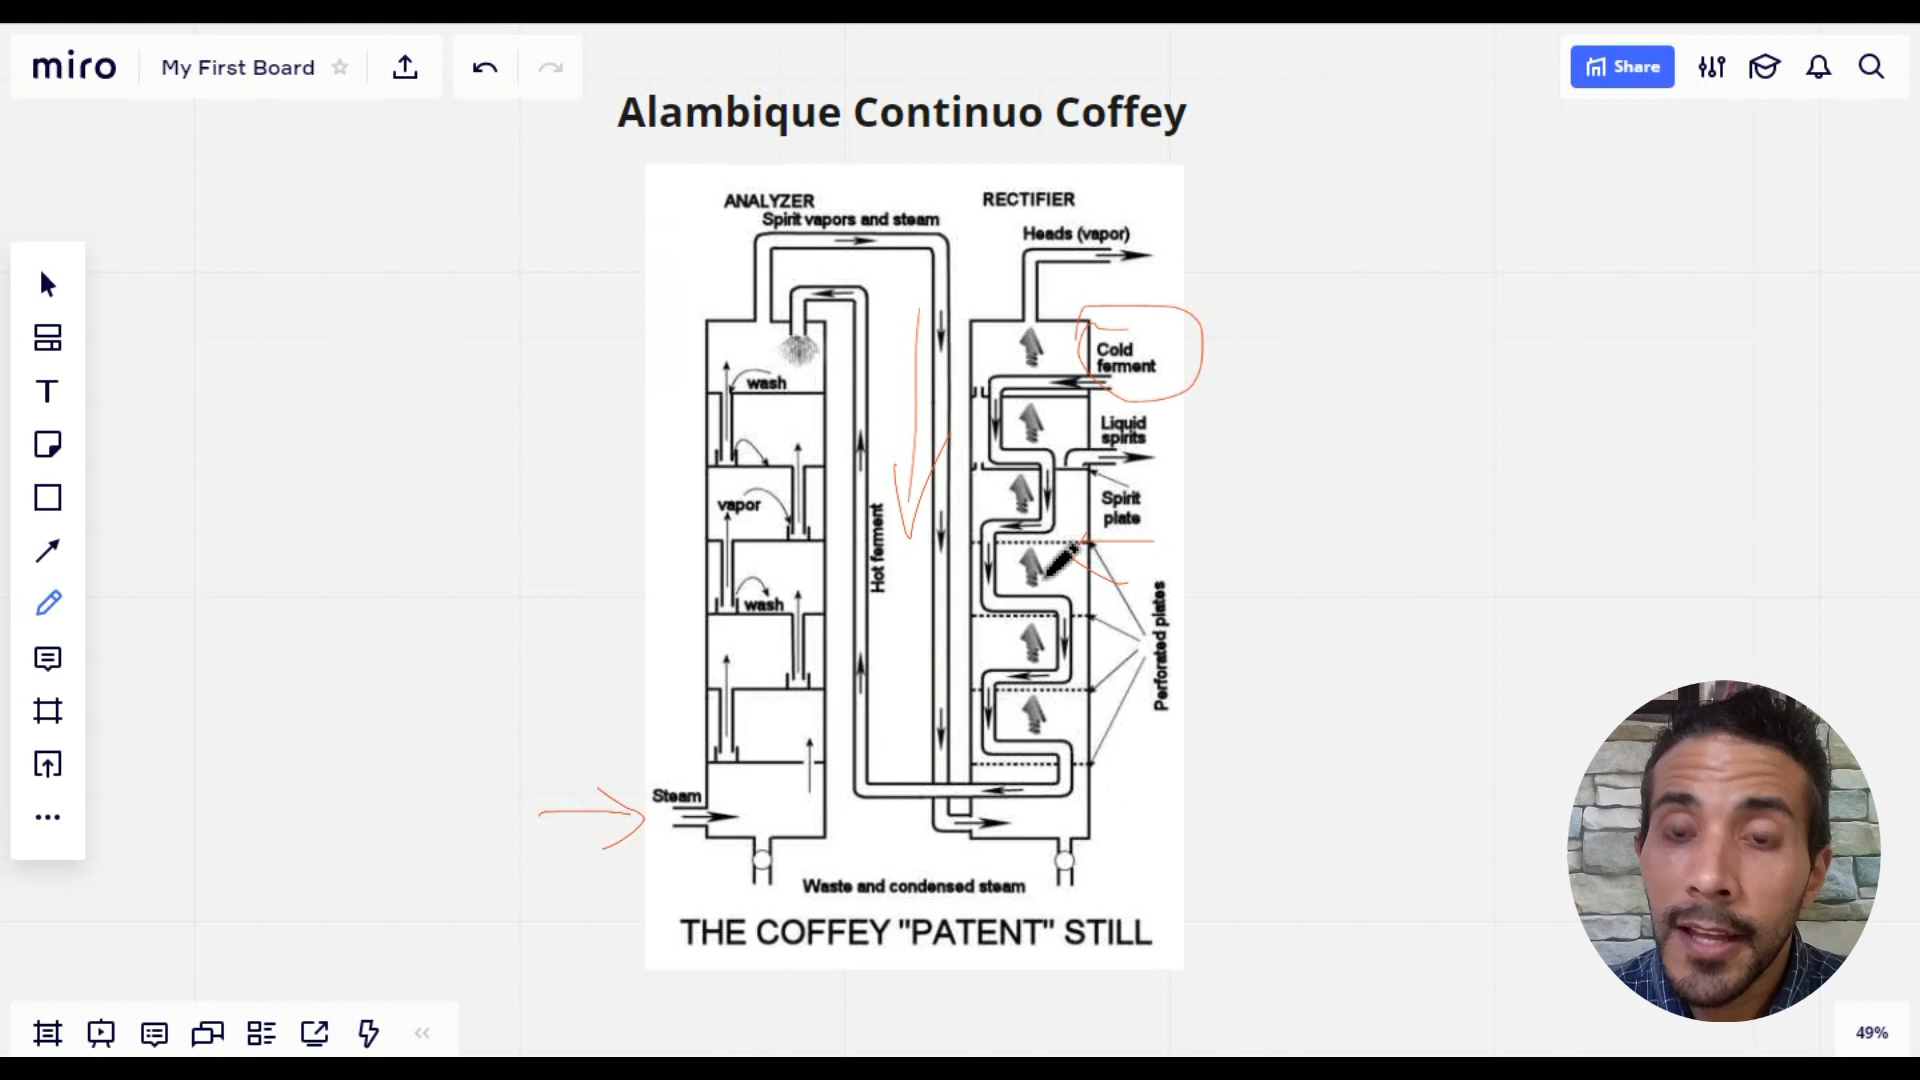 miro
My First Board
Share
Alambique Continuo Coffey
ANALYZER
RECTIFIER
Spirit vapors and steam
Heads (vapor)
Cold
ferment
wash
Liquid
spirits
Spirit
plate
vapor
Hot ferment
wash
Perforated plates
Steam
Waste and condensed steam
THE COFFEY "PATENT" STILL
49%